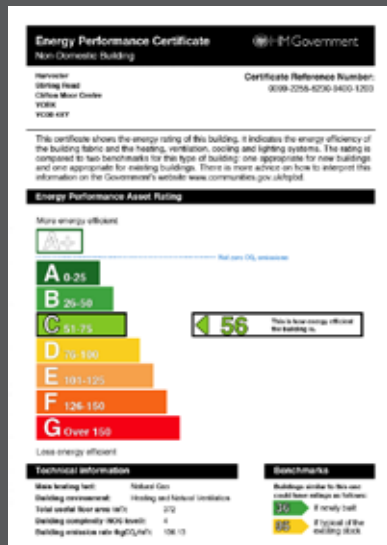 Energy Performance Certificate
HM Government
Non-Domestic Building
Harvester
Stirling Road
Clifton Moor Centre
YORK
Certificate Reference Number:
This certificate shows the energy rating of this building. It indicates the energy efficiency of
the building fabric and the heating, ventilation, cooling and lighting systems. The rating is
compared to two benchmarks for this type of building: one appropriate for new buildings
and one appropriate for existing buildings. There is more advice on how to interpret this
information on the Government's website www.communities.gov.uk/epbd.
Energy Performance Asset Rating
More energy efficient
A+
Net zero CO₂ emissions
A 0-25
B 26-50
C 51-75
56 This is how energy efficient
the building is.
D 76-100
E 101-125
F 126-150
G Over 150
Less energy efficient
Technical Information
Main heating fuel: Natural Gas
Building environment: Heating and Natural Ventilation
Total useful floor area (m²): 372
Building complexity (NOS level): 4
Building emission rate (kgCO₂/m²):
Benchmarks
Buildings similar to this one
could have ratings as follows:
If newly built
If typical of the
existing stock